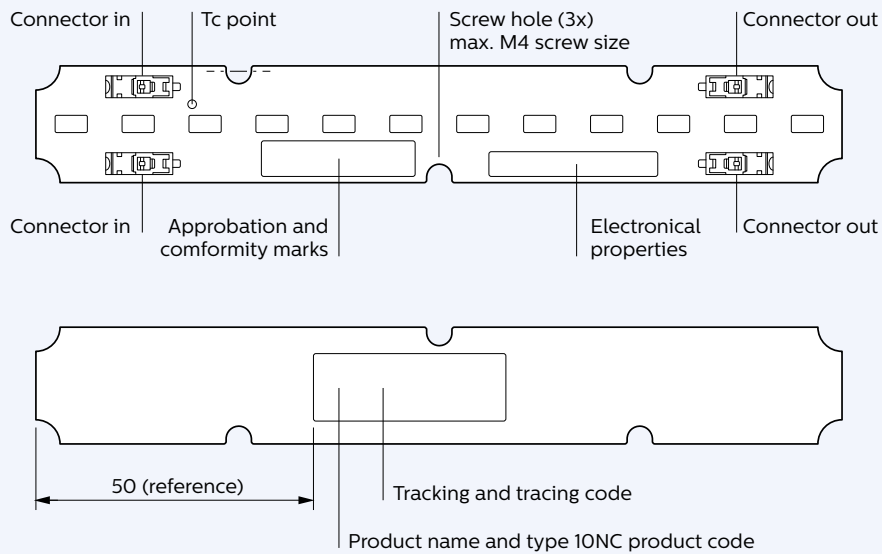 Connector in
Tc point
Screw hole (3x)
max. M4 screw size
Connector out
Connector in
Approbation and
comformity marks
Electronical
properties
Connector out
50 (reference)
Tracking and tracing code
Product name and type 10NC product code